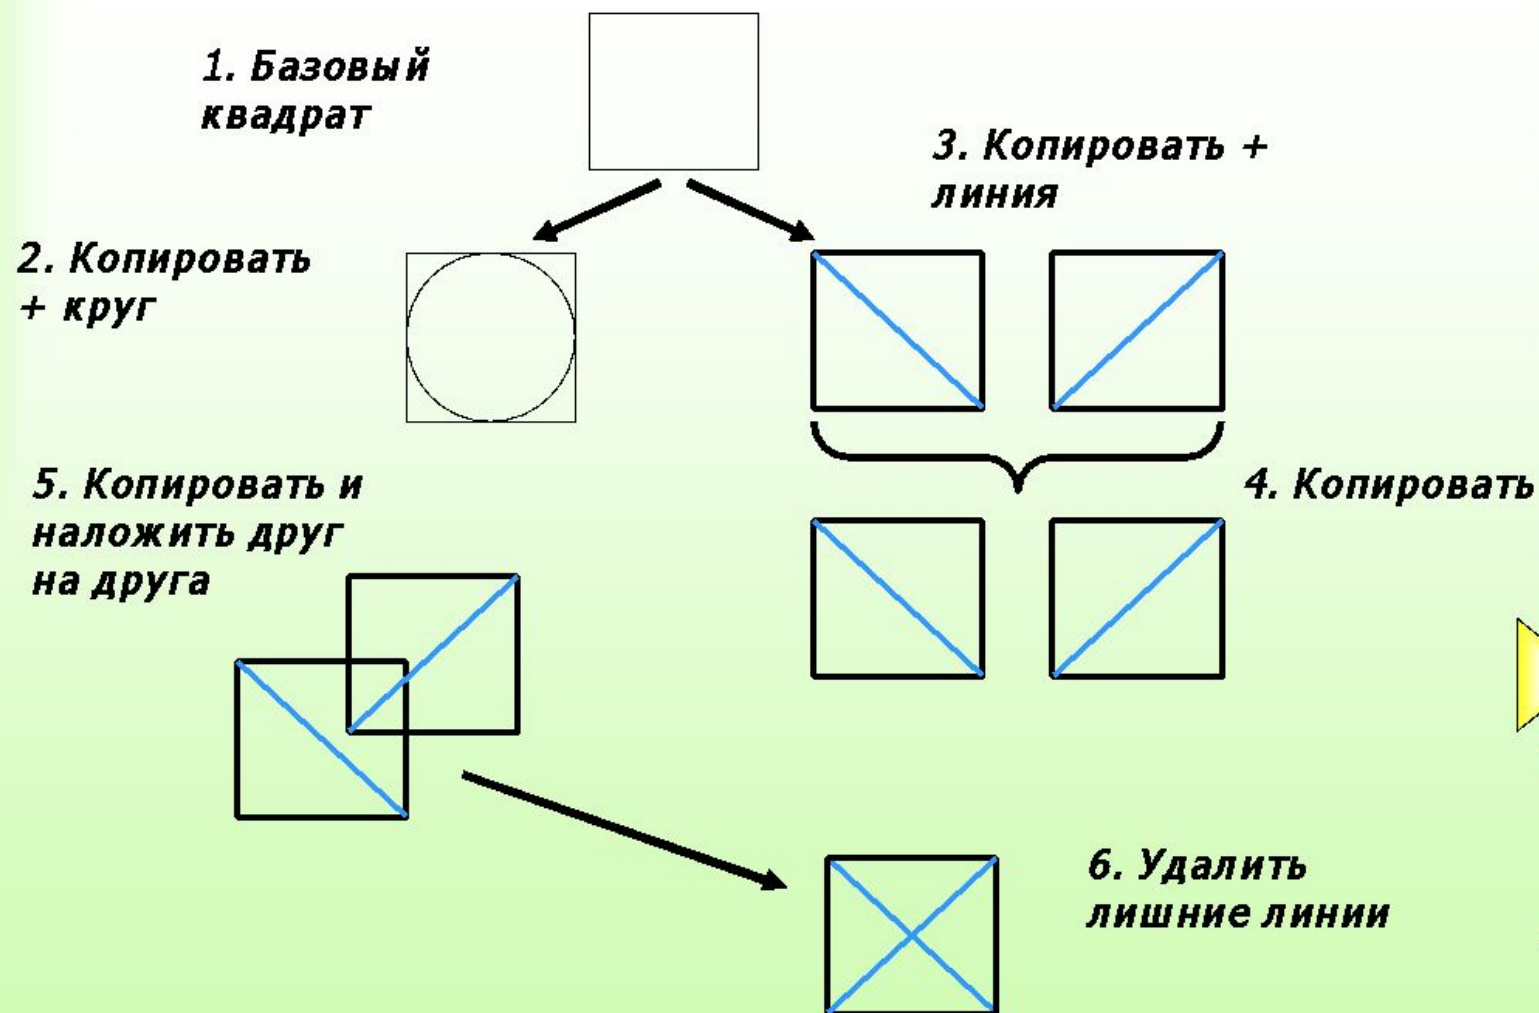 1. Базовый
квадрат
2. Копировать
+ круг
3. Копировать +
линия
4. Копировать
5. Копировать и
наложить друг
на друга
6. Удалить
лишние линии